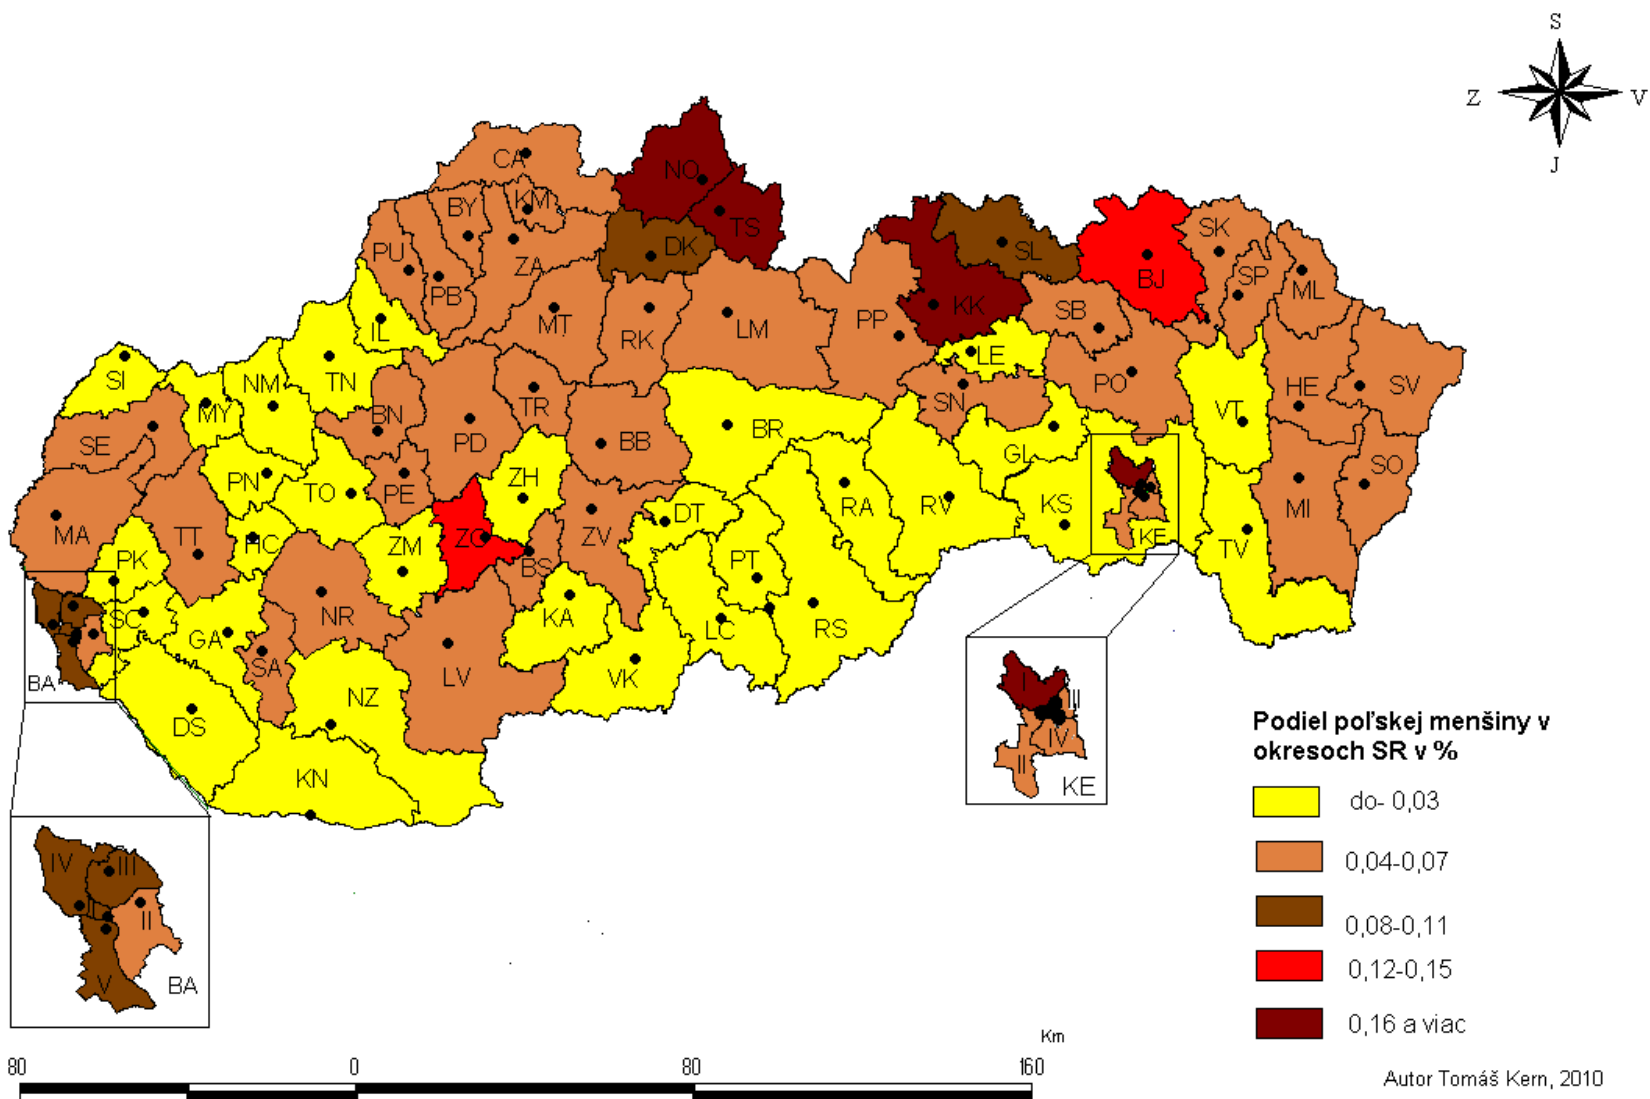 S
Z
V
J
CA
NO
TS
BY
KM
PU
PB
ZA
DK
SL
BJ
SK
SP
ML
IL
MT
RK
LM
PP
KK
SB
LE
SI
MY
NM
TN
BN
TR
PD
BB
BR
SN
PO
VT
HE
SV
SE
PN
TO
PE
ZH
RA
RV
GL
KS
SO
MA
TT
HC
ZM
ZC
BS
ZV
DT
PT
KE
TV
MI
PK
SC
GA
NR
SA
KA
LC
RS
BA
DS
NZ
LV
VK
KN
I
III
IV
II
KE
IV
III
I
II
V
BA
Podiel poľskej menšiny v
okresoch SR v %
do- 0,03
0,04-0,07
0,08-0,11
0,12-0,15
0,16 a viac
Km
80 0 80 160
Autor Tomáš Kern, 2010